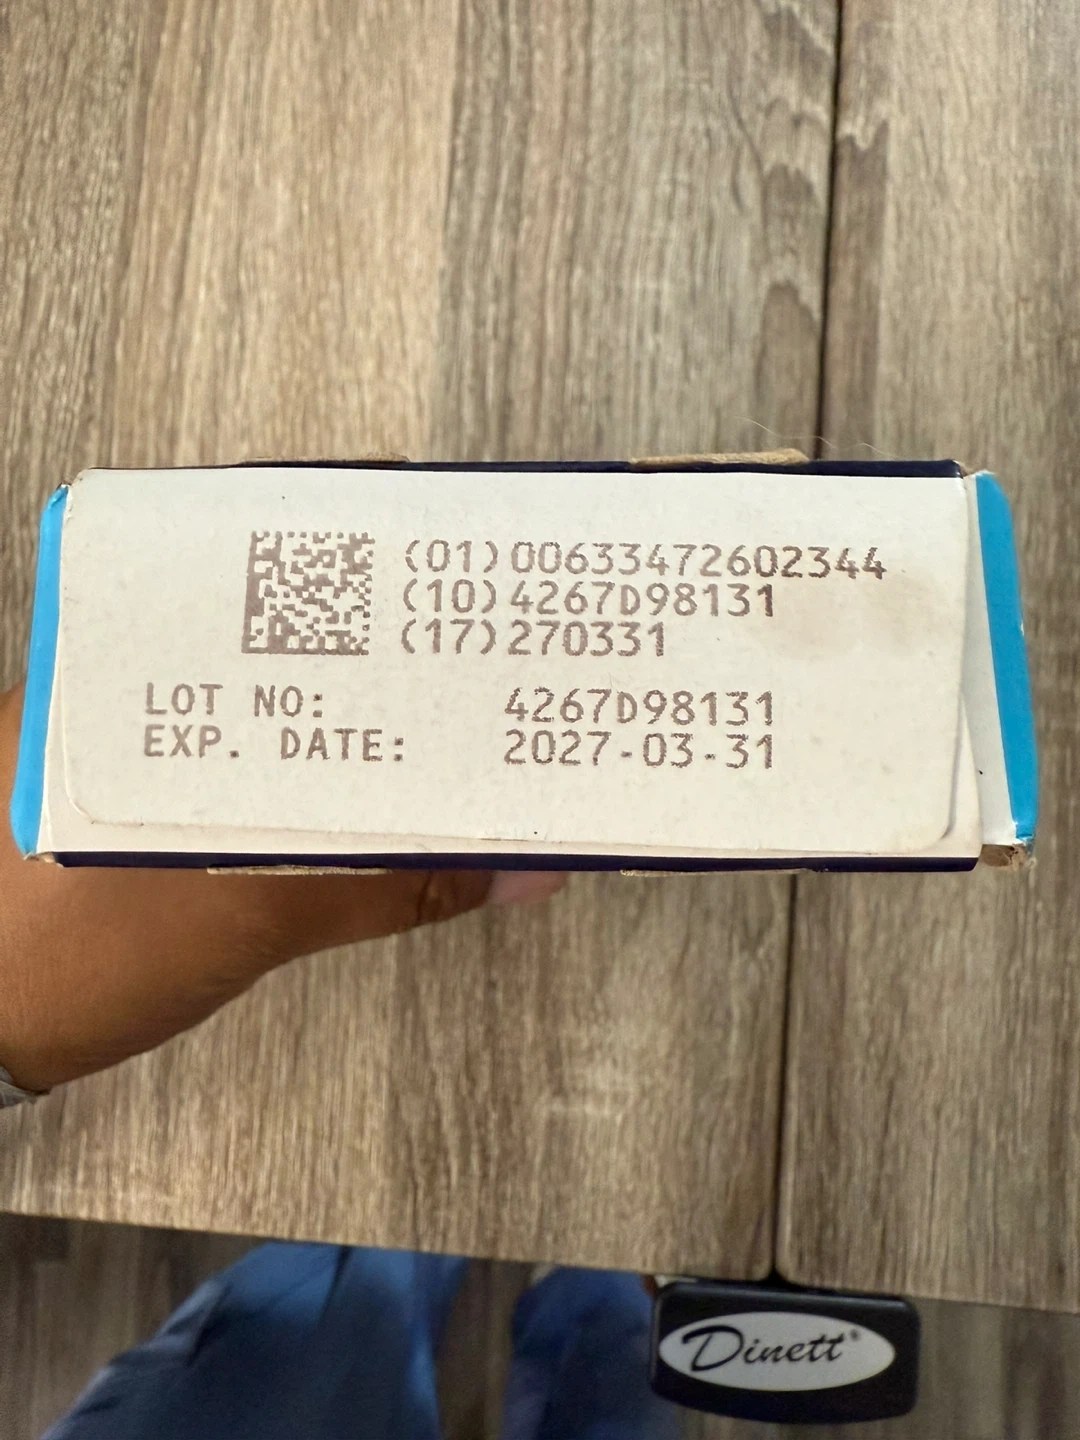 (01)00633472602344
(10)4267D98131
(17)270331
LOT NO: 4267D98131
EXP. DATE: 2027-03-31
Dinett®